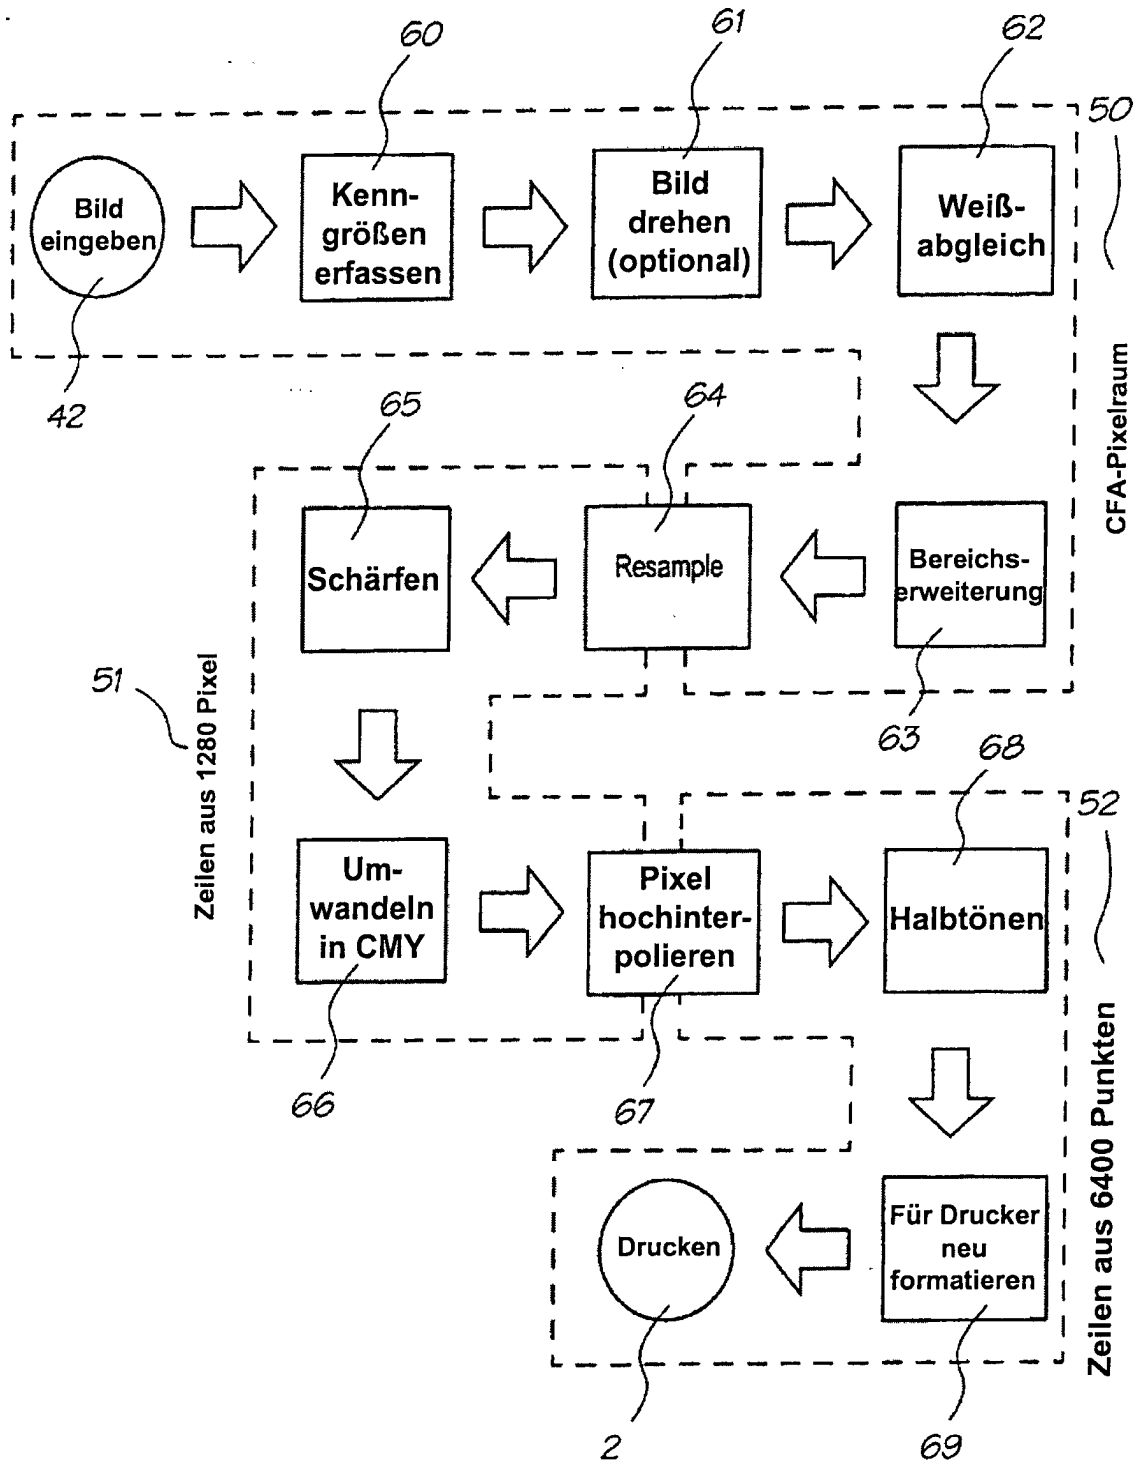 60
61
62
50
Bild
eingeben
Kenn-
größen
erfassen
Bild
drehen
(optional)
Weiß-
abgleich
42
65
64
CFA-Pixelraum
Schärfen
Resample
Bereichs-
erweiterung
51
Zeilen aus 1280 Pixel
63
68
52
Um-
wandeln
in CMY
Pixel
hochinter-
polieren
Halbtönen
66
67
Zeilen aus 6400 Punkten
Drucken
Für Drucker
neu
formatieren
2
69